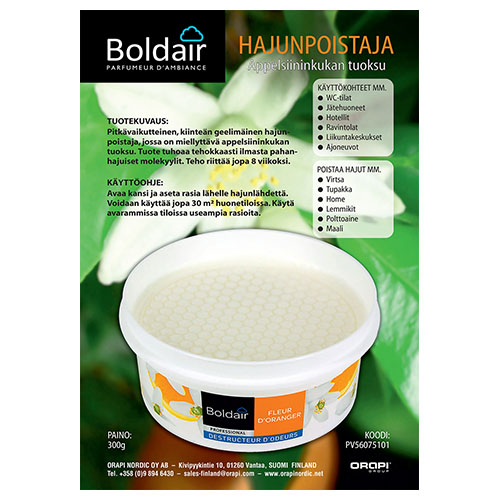 Boldair
PARFUMEUR D'AMBIANCE
HAJUNPOISTAJA
Appelsiininkukan tuoksu
KÄYTTÖKOHTEET MM.
• WC-tilat
• Jätehuoneet
• Hotellit
• Ravintolat
• Liikuntakeskukset
• Ajoneuvot
TUOTEKUVAUS:
Pitkävaikutteinen, kiinteän geelimäinen hajun-
poistaja, jossa on miellyttävä appelsiininkukan
tuoksu. Tuote tuhoaa tehokkaasti ilmasta pahan-
hajuiset molekyylit. Teho riittää jopa 8 viikoksi.
POISTAA HAJUT MM.
• Virtsa
• Tupakka
• Home
• Lemmikit
• Polttoaine
• Maali
KÄYTTÖOHJE:
Avaa kansi ja aseta rasia lähelle hajunlähdettä.
Voidaan käyttää jopa 30 m³ huonetiloissa. Käytä
avarammissa tiloissa useampia rasioita.
Boldair
PROFESSIONAL
FLEUR
D'ORANGER
DESTRUCTEUR D'ODEURS
PAINO:
300g
KOODI:
PV56075101
ORAPI NORDIC OY AB – Kivipyykintie 10, 01260 Vantaa, SUOMI FINLAND
Tel. +358 (0)9 894 6430 – sales-finland@orapi.com – www.orapinordic.net
ORAPI
GROUP